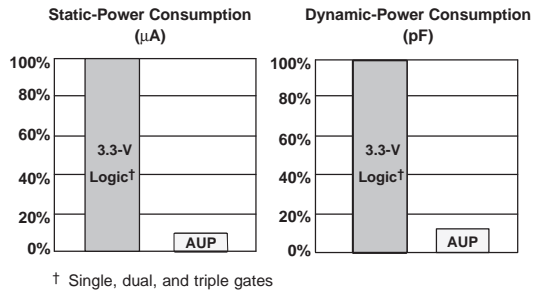 Static-Power Consumption
(μA)
100%
80%
60%
40%
20%
0%
3.3-V
Logic†
AUP
Dynamic-Power Consumption
(pF)
100%
80%
60%
40%
20%
0%
3.3-V
Logic†
AUP
† Single, dual, and triple gates